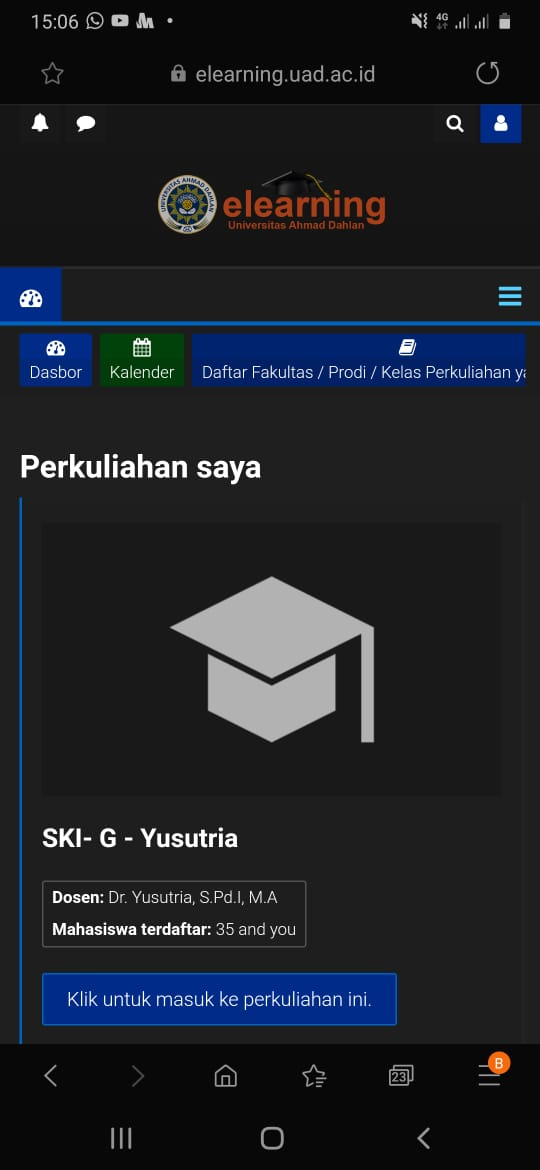 15:06
4G
elearning.uad.ac.id
UNIVERSITAS AHMAD DAHLAN
elearning
Universitas Ahmad Dahlan
Dasbor
Kalender
Daftar Fakultas / Prodi / Kelas Perkuliahan ya
Perkuliahan saya
SKI- G - Yusutria
Dosen: Dr. Yusutria, S.Pd.I, M.A
Mahasiswa terdaftar: 35 and you
Klik untuk masuk ke perkuliahan ini.
23
B